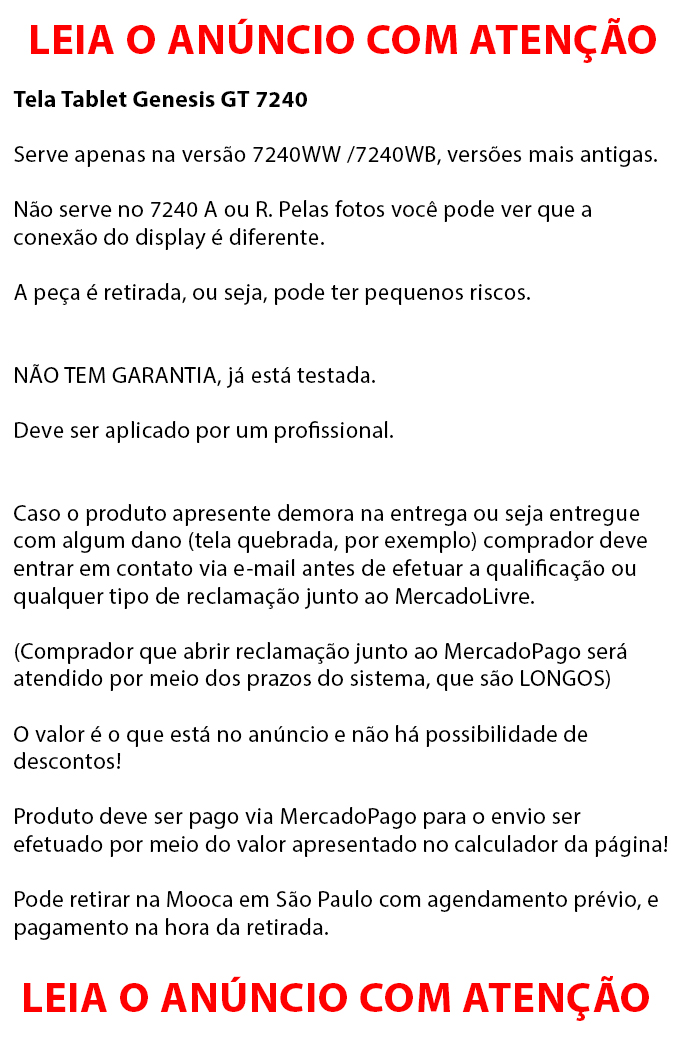 LEIA O ANÚNCIO COM ATENÇÃO
Tela Tablet Genesis GT 7240
Serve apenas na versão 7240WW /7240WB, versões mais antigas.
Não serve no 7240 A ou R. Pelas fotos você pode ver que a
conexão do display é diferente.
A peça é retirada, ou seja, pode ter pequenos riscos.
NÃO TEM GARANTIA, já está testada.
Deve ser aplicado por um profissional.
Caso o produto apresente demora na entrega ou seja entregue
com algum dano (tela quebrada, por exemplo) comprador deve
entrar em contato via e-mail antes de efetuar a qualificação ou
qualquer tipo de reclamação junto ao MercadoLivre.
(Comprador que abrir reclamação junto ao MercadoPago será
atendido por meio dos prazos do sistema, que são LONGOS)
O valor é o que está no anúncio e não há possibilidade de
descontos!
Produto deve ser pago via MercadoPago para o envio ser
efetuado por meio do valor apresentado no calculador da página!
Pode retirar na Mooca em São Paulo com agendamento prévio, e
pagamento na hora da retirada.
LEIA O ANÚNCIO COM ATENÇÃO